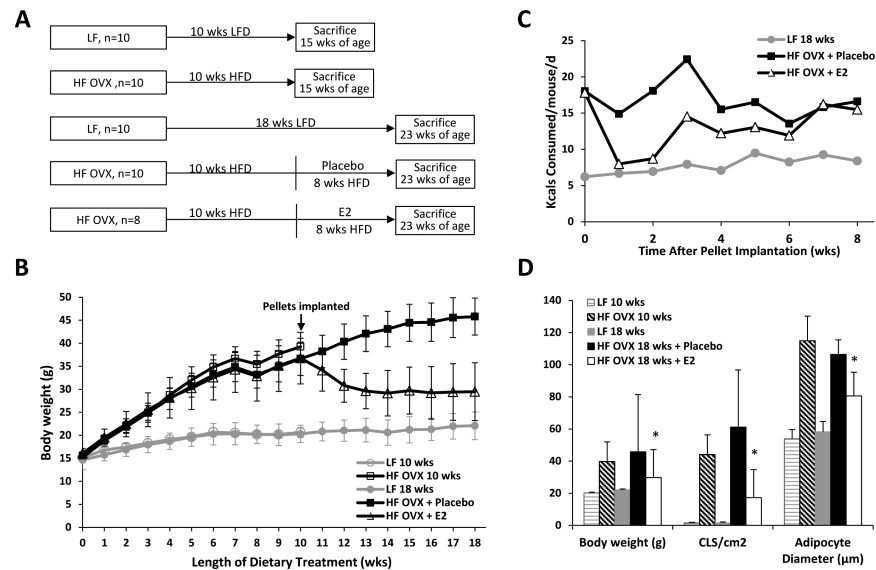 A
LF, n=10
10 wks LFD
Sacrifice
15 wks of age
HF OVX ,n=10
10 wks HFD
Sacrifice
15 wks of age
LF, n=10
18 wks LFD
Sacrifice
23 wks of age
HF OVX, n=10
10 wks HFD
Placebo
8 wks HFD
Sacrifice
23 wks of age
HF OVX, n=8
10 wks HFD
E2
8 wks HFD
Sacrifice
23 wks of age
B
Body weight (g)
50
45
40
35
30
25
20
15
10
5
0
Pellets implanted
LF 10 wks
HF OVX 10 wks
LF 18 wks
HF OVX + Placebo
HF OVX + E2
0 1 2 3 4 5 6 7 8 9 10 11 12 13 14 15 16 17 18
Length of Dietary Treatment (wks)
C
LF 18 wks
HF OVX + Placebo
HF OVX + E2
Kcals Consumed/mouse/d
25
20
15
10
5
0
0 2 4 6 8
Time After Pellet Implantation (wks)
D
LF 10 wks
HF OVX 10 wks
LF 18 wks
HF OVX 18 wks + Placebo
HF OVX 18 wks + E2
140
120
100
80
60
40
20
0
*
*
*
Body weight (g)
CLS/cm2
Adipocyte
Diameter (μm)